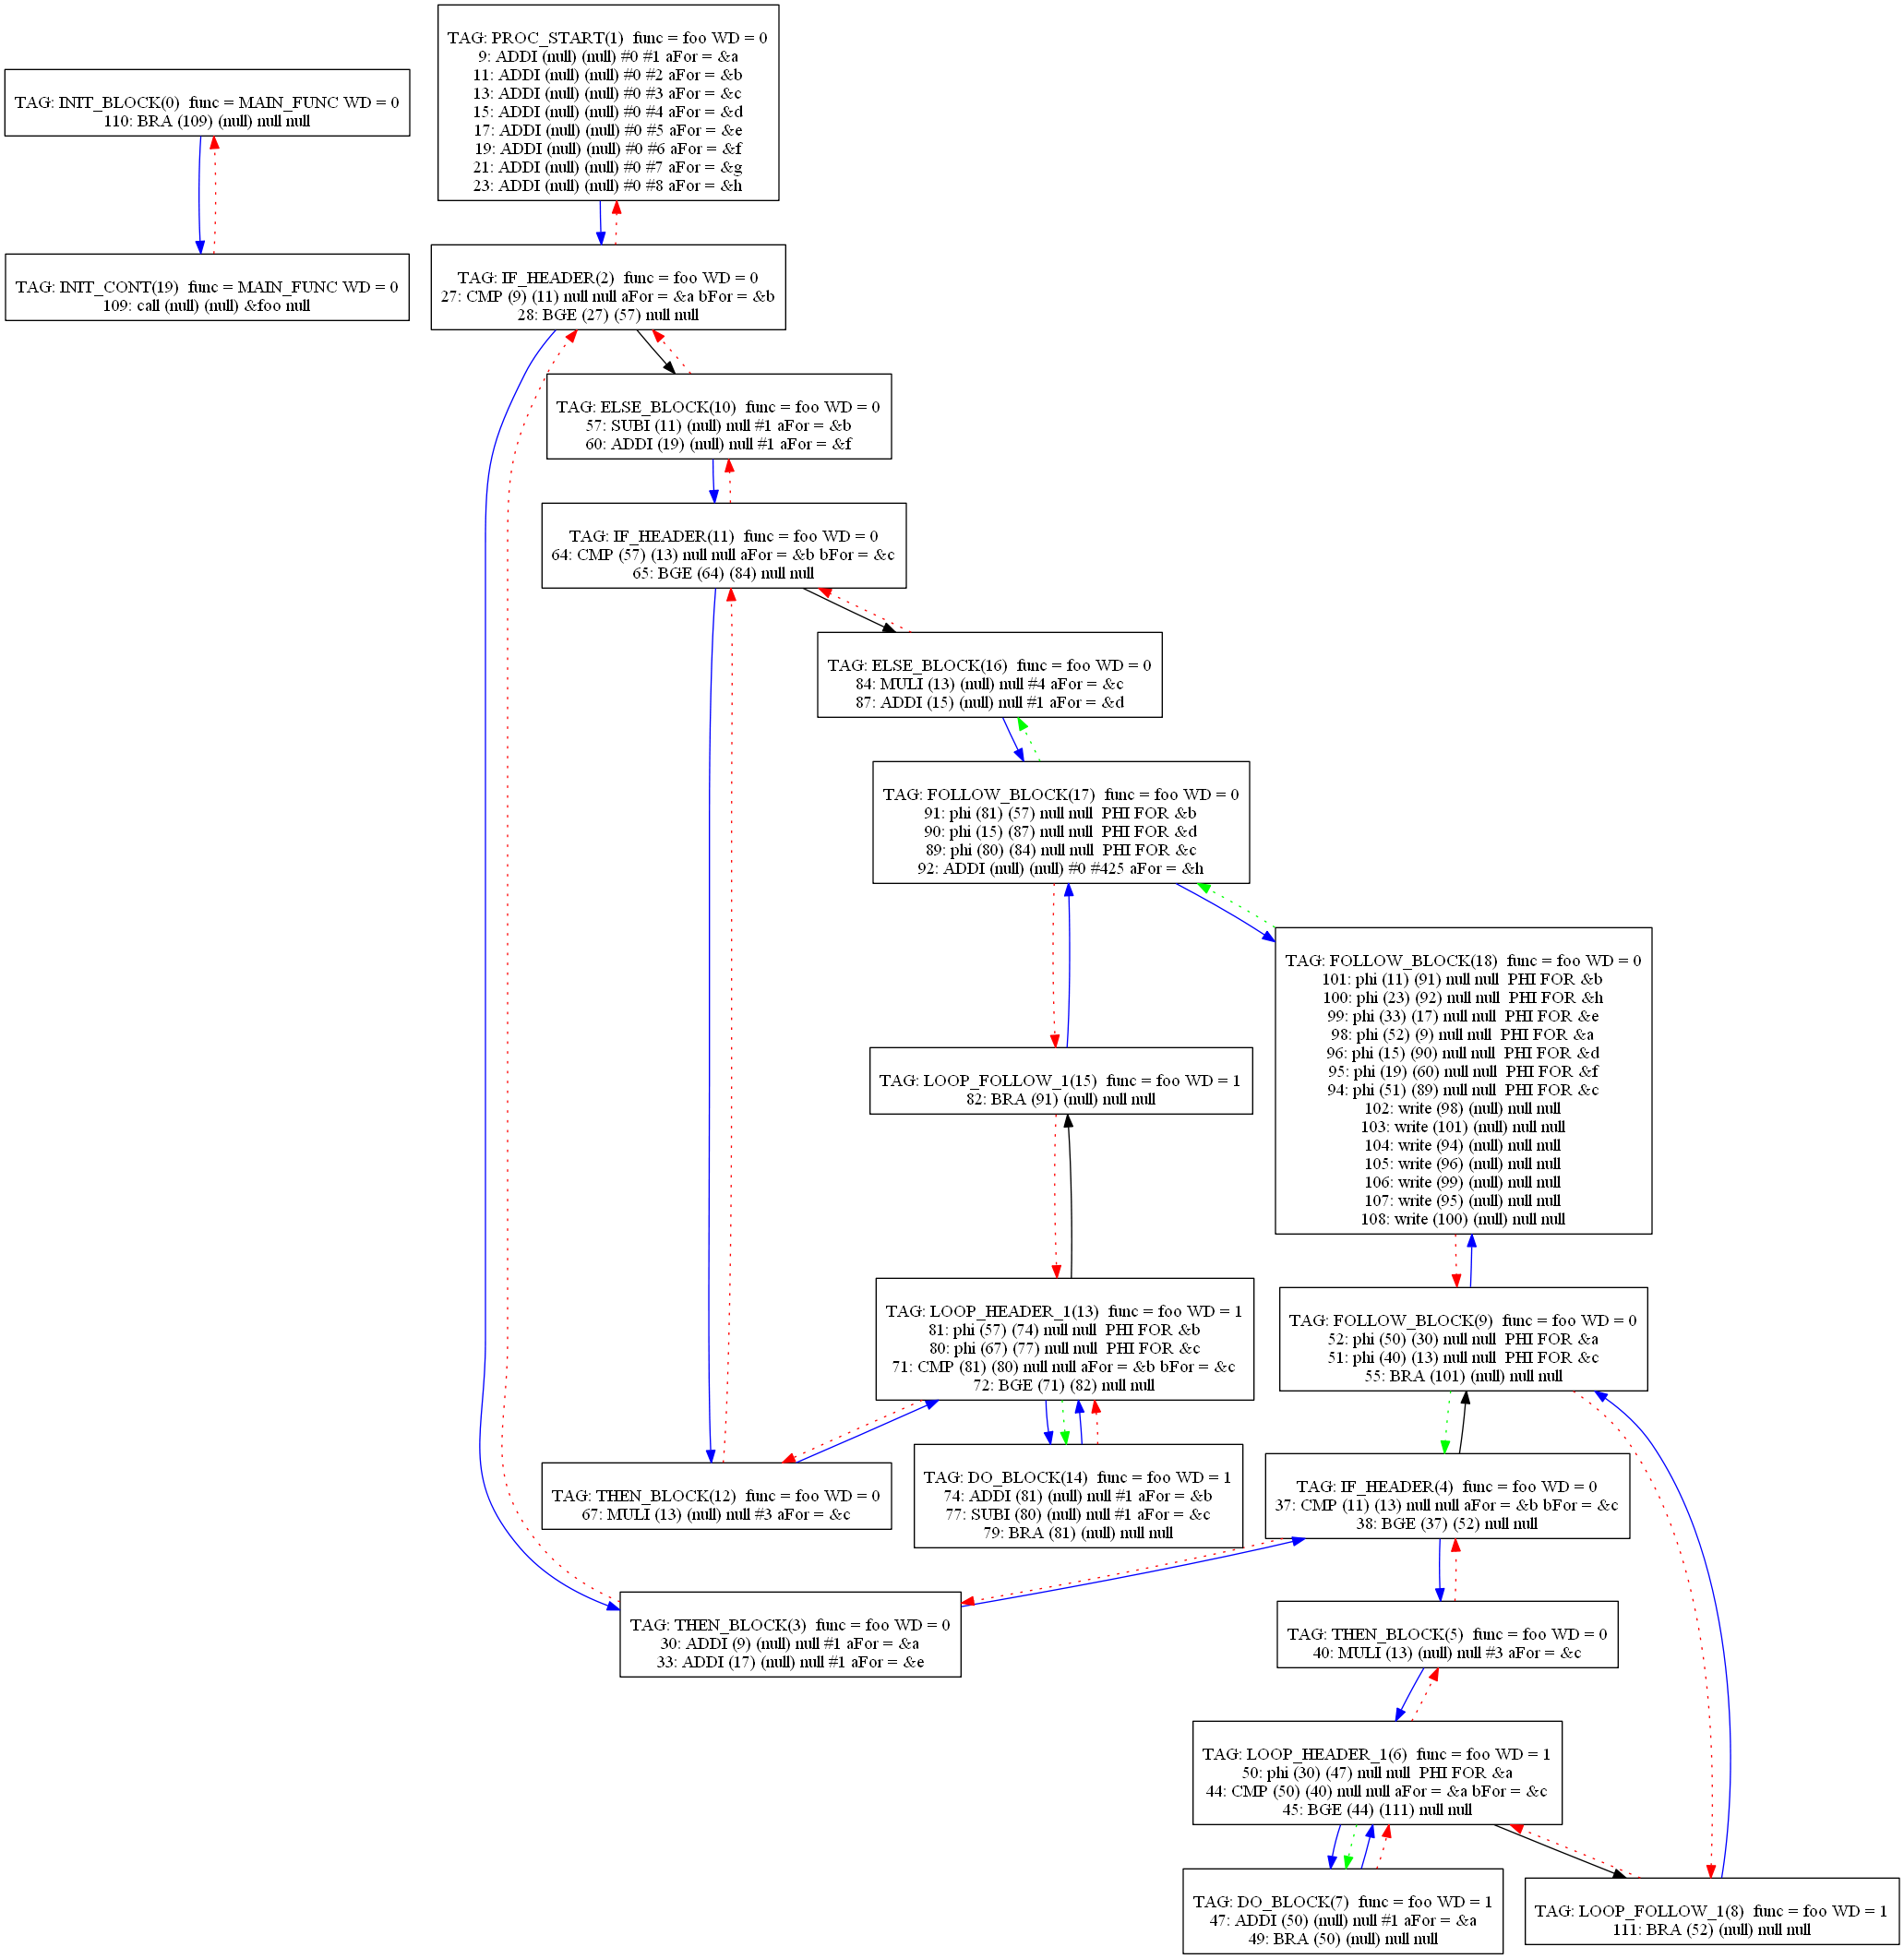 TAG: INIT_BLOCK(0) func = MAIN_FUNC WD = 0
110: BRA (109) (null) null null
TAG: INIT_CONT(19) func = MAIN_FUNC WD = 0
109: call (null) (null) &foo null
TAG: PROC_START(1) func = foo WD = 0
9: ADDI (null) (null) #0 #1 aFor = &a
11: ADDI (null) (null) #0 #2 aFor = &b
13: ADDI (null) (null) #0 #3 aFor = &c
15: ADDI (null) (null) #0 #4 aFor = &d
17: ADDI (null) (null) #0 #5 aFor = &e
19: ADDI (null) (null) #0 #6 aFor = &f
21: ADDI (null) (null) #0 #7 aFor = &g
23: ADDI (null) (null) #0 #8 aFor = &h
TAG: IF_HEADER(2) func = foo WD = 0
27: CMP (9) (11) null null aFor = &a bFor = &b
28: BGE (27) (57) null null
TAG: ELSE_BLOCK(10) func = foo WD = 0
57: SUBI (11) (null) null #1 aFor = &b
60: ADDI (19) (null) null #1 aFor = &f
TAG: IF_HEADER(11) func = foo WD = 0
64: CMP (57) (13) null null aFor = &b bFor = &c
65: BGE (64) (84) null null
TAG: ELSE_BLOCK(16) func = foo WD = 0
84: MULI (13) (null) null #4 aFor = &c
87: ADDI (15) (null) null #1 aFor = &d
TAG: FOLLOW_BLOCK(17) func = foo WD = 0
91: phi (81) (57) null null PHI FOR &b
90: phi (15) (87) null null PHI FOR &d
89: phi (80) (84) null null PHI FOR &c
92: ADDI (null) (null) #0 #425 aFor = &h
TAG: FOLLOW_BLOCK(18) func = foo WD = 0
101: phi (11) (91) null null PHI FOR &b
100: phi (23) (92) null null PHI FOR &h
99: phi (33) (17) null null PHI FOR &e
98: phi (52) (9) null null PHI FOR &a
96: phi (15) (90) null null PHI FOR &d
95: phi (19) (60) null null PHI FOR &f
94: phi (51) (89) null null PHI FOR &c
102: write (98) (null) null null
103: write (101) (null) null null
104: write (94) (null) null null
105: write (96) (null) null null
106: write (99) (null) null null
107: write (95) (null) null null
108: write (100) (null) null null
TAG: LOOP_FOLLOW_1(15) func = foo WD = 1
82: BRA (91) (null) null null
TAG: LOOP_HEADER_1(13) func = foo WD = 1
81: phi (57) (74) null null PHI FOR &b
80: phi (67) (77) null null PHI FOR &c
71: CMP (81) (80) null null aFor = &b bFor = &c
72: BGE (71) (82) null null
TAG: FOLLOW_BLOCK(9) func = foo WD = 0
52: phi (50) (30) null null PHI FOR &a
51: phi (40) (13) null null PHI FOR &c
55: BRA (101) (null) null null
TAG: THEN_BLOCK(12) func = foo WD = 0
67: MULI (13) (null) null #3 aFor = &c
TAG: DO_BLOCK(14) func = foo WD = 1
74: ADDI (81) (null) null #1 aFor = &b
77: SUBI (80) (null) null #1 aFor = &c
79: BRA (81) (null) null null
TAG: IF_HEADER(4) func = foo WD = 0
37: CMP (11) (13) null null aFor = &b bFor = &c
38: BGE (37) (52) null null
TAG: THEN_BLOCK(3) func = foo WD = 0
30: ADDI (9) (null) null #1 aFor = &a
33: ADDI (17) (null) null #1 aFor = &e
TAG: THEN_BLOCK(5) func = foo WD = 0
40: MULI (13) (null) null #3 aFor = &c
TAG: LOOP_HEADER_1(6) func = foo WD = 1
50: phi (30) (47) null null PHI FOR &a
44: CMP (50) (40) null null aFor = &a bFor = &c
45: BGE (44) (111) null null
TAG: DO_BLOCK(7) func = foo WD = 1
47: ADDI (50) (null) null #1 aFor = &a
49: BRA (50) (null) null null
TAG: LOOP_FOLLOW_1(8) func = foo WD = 1
111: BRA (52) (null) null null